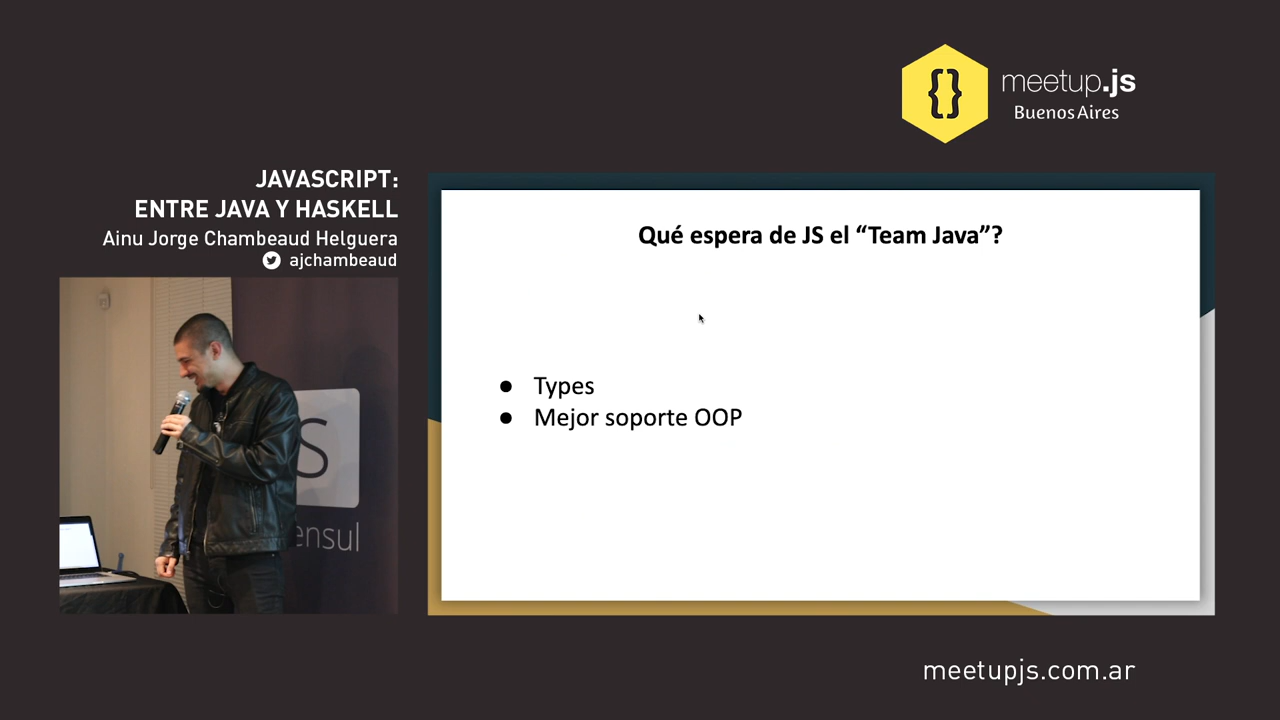 {}
meetup.js
Buenos Aires
JAVASCRIPT:
ENTRE JAVA Y HASKELL
Ainu Jorge Chambeaud Helguera
ajchambeaud
Qué espera de JS el “Team Java”?
● Types
● Mejor soporte OOP
S
ensul
meetupjs.com.ar